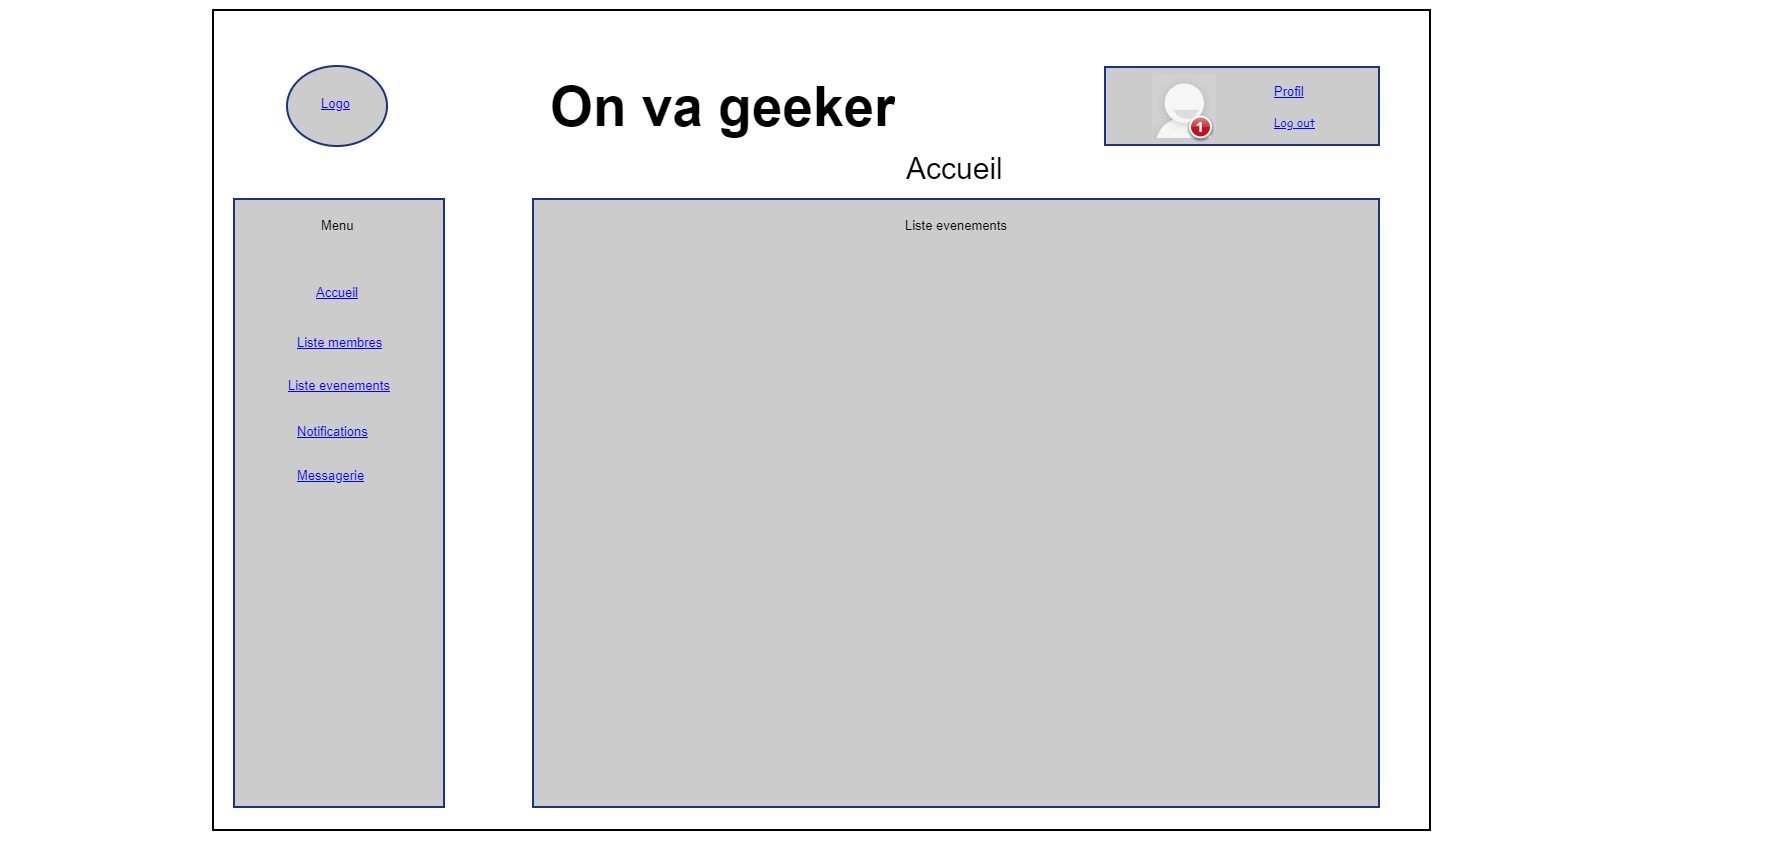 Logo
On va geeker
Profil
1
Log out
Accueil
Menu
Accueil
Liste membres
Liste evenements
Notifications
Messagerie
Liste evenements